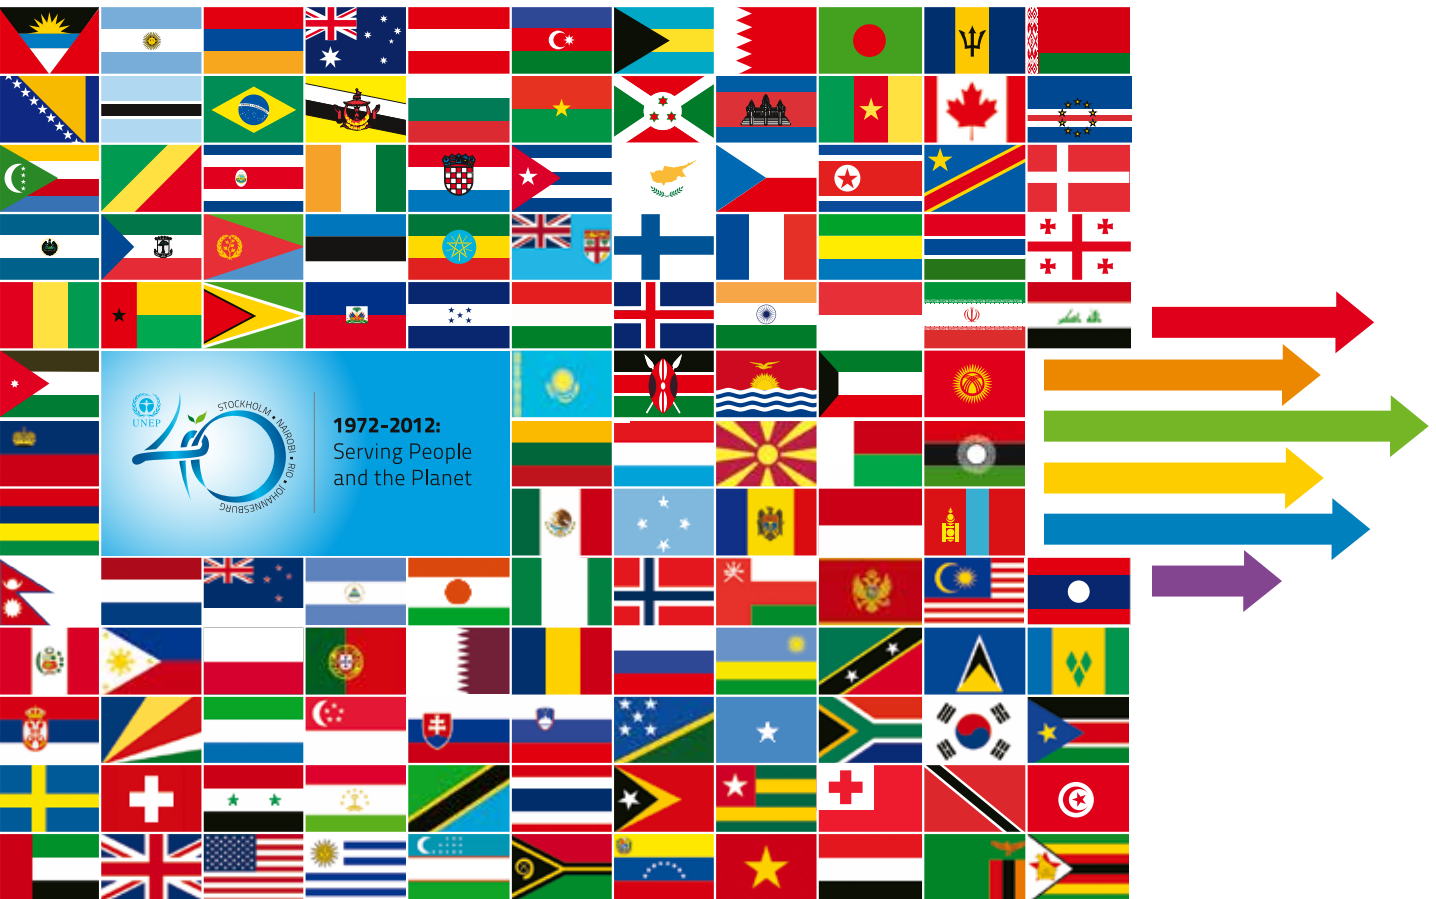 UNEP
STOCKHOLM • NAIROBI • RIO • JOHANNESBURG
1972-2012:
Serving People
and the Planet